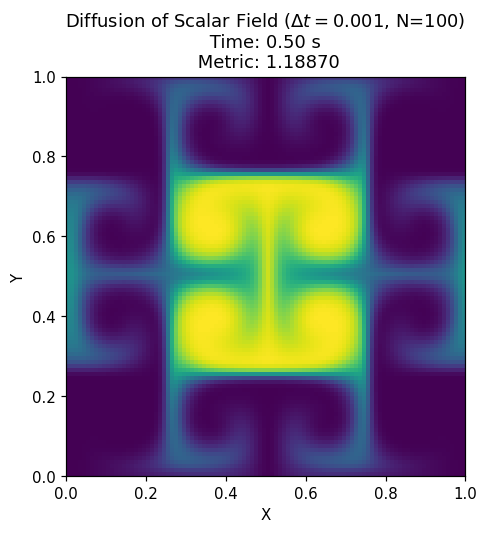 Diffusion of Scalar Field (Δt = 0.001, N=100)
Time: 0.50 s
Metric: 1.18870
1.0
0.8
0.6
0.4
0.2
0.0
Y
0.0 0.2 0.4 0.6 0.8 1.0
X